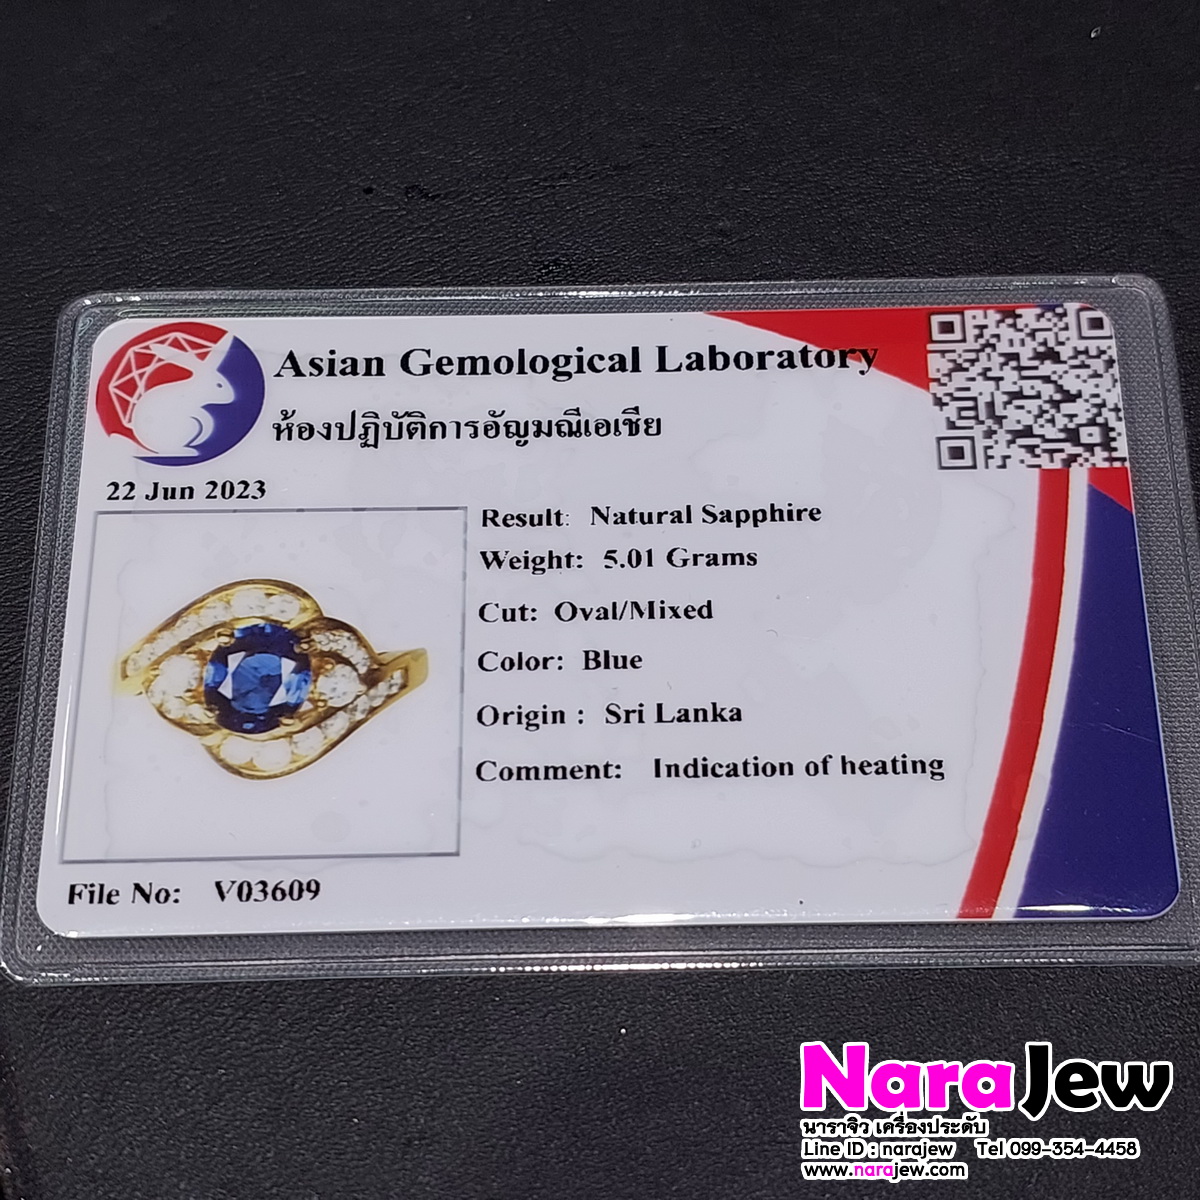 Asian Gemological Laboratory
ห้องปฏิบัติการอัญมณีเอเชีย
22 Jun 2023
Result: Natural Sapphire
Weight: 5.01 Grams
Cut: Oval/Mixed
Color: Blue
Origin : Sri Lanka
Comment: Indication of heating
File No: V03609
NaraJew
นาราจิว เครื่องประดับ
Line ID : narajew Tel 099-354-4458
www.narajew.com